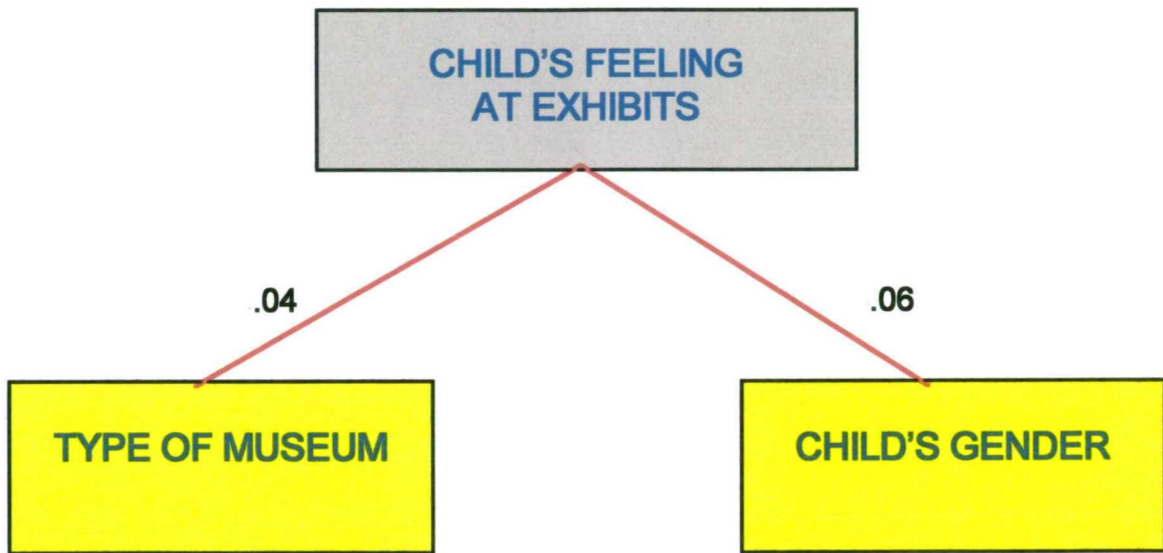 CHILD'S FEELING
AT EXHIBITS
.04
.06
TYPE OF MUSEUM
CHILD'S GENDER